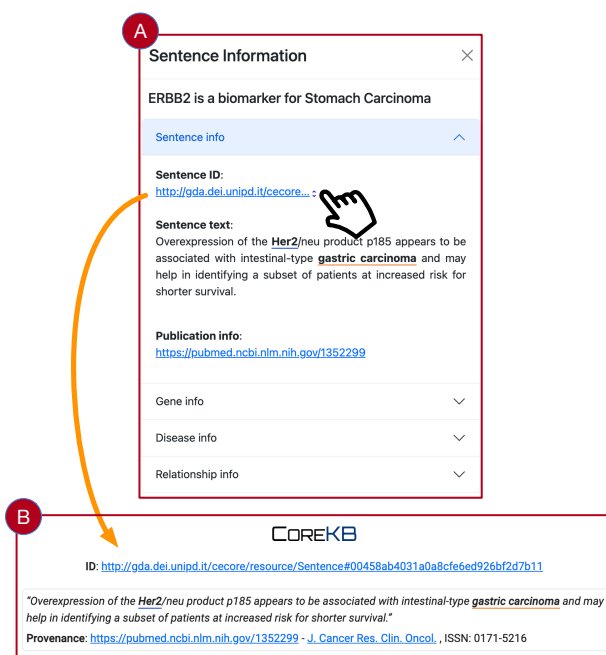 A
Sentence Information
ERBB2 is a biomarker for Stomach Carcinoma
Sentence info
Sentence ID:
http://gda.dei.unipd.it/cecore...
Sentence text:
Overexpression of the Her2/neu product p185 appears to be
associated with intestinal-type gastric carcinoma and may
help in identifying a subset of patients at increased risk for
shorter survival.
Publication info:
https://pubmed.ncbi.nlm.nih.gov/1352299
Gene info
Disease info
Relationship info
B
COREKB
ID: http://gda.dei.unipd.it/cecore/resource/Sentence#00458ab4031a0a8cfe6ed926bf2d7b11
"Overexpression of the Her2/neu product p185 appears to be associated with intestinal-type gastric carcinoma and may
help in identifying a subset of patients at increased risk for shorter survival."
Provenance: https://pubmed.ncbi.nlm.nih.gov/1352299 - J. Cancer Res. Clin. Oncol. , ISSN: 0171-5216